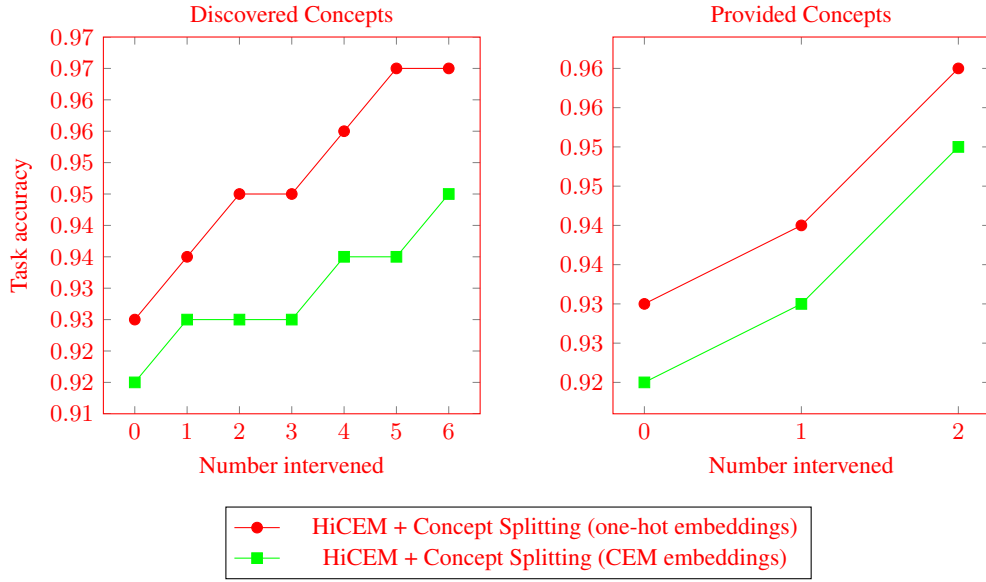 Discovered Concepts
Provided Concepts
Task accuracy
0.97
0.97
0.96
0.96
0.95
0.95
0.94
0.94
0.93
0.93
0.92
0.92
0.91
0 1 2 3 4 5 6
Number intervened
0.96
0.96
0.95
0.95
0.94
0.94
0.93
0.93
0.92
0 1 2
Number intervened
HiCEM + Concept Splitting (one-hot embeddings)
HiCEM + Concept Splitting (CEM embeddings)